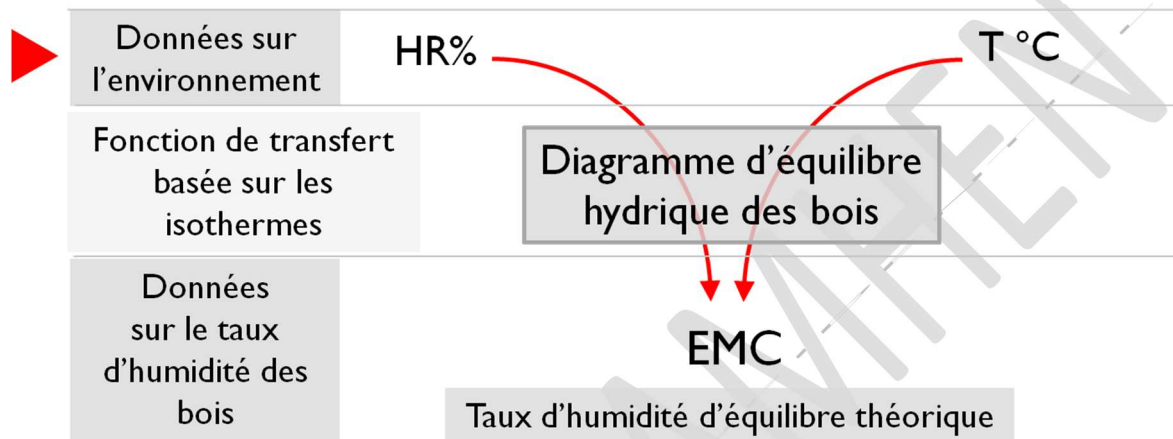 Données sur
l'environnement
HR%
T °C
Fonction de transfert
basée sur les
isothermes
Diagramme d'équilibre
hydrique des bois
Données
sur le taux
d'humidité des
bois
EMC
Taux d'humidité d'équilibre théorique